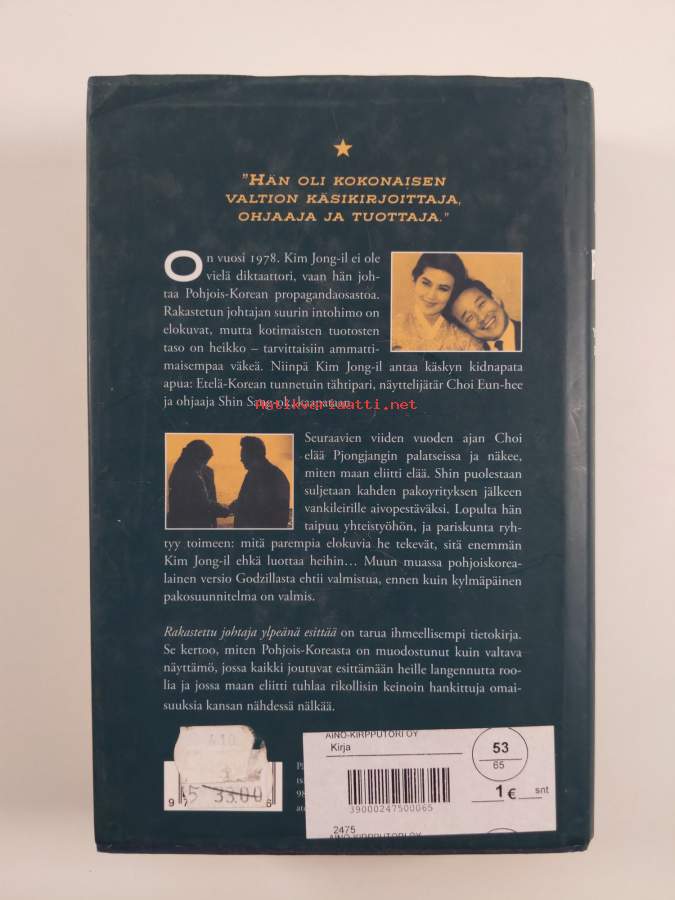 "HÄN OLI KOKONAISEN
VALTION KÄSIKIRJOITTAJA,
OHJAAJA JA TUOTTAJA."
On vuosi 1978. Kim Jong-il ei ole
vielä diktaattori, vaan hän joh-
taa Pohjois-Korean propagandaosastoa.
Rakastetun johtajan suurin intohimo on
elokuvat, mutta kotimaisten tuotosten
taso on heikko – tarvittaisiin ammatti-
maisempaa väkeä. Niinpä Kim Jong-il antaa käskyn kidnapata
apua: Etelä-Korean tunnetuin tähtipari, näyttelijätär Choi Eun-hee
ja ohjaaja Shin Sang-ok, kaapataan.
Antikvariaatti.net
Seuraavien viiden vuoden ajan Choi
elää Pjongjangin palatseissa ja näkee,
miten maan eliitti elää. Shin puolestaan
suljetaan kahden pakoyrityksen jälkeen
vankileirille aivopestäväksi. Lopulta hän
taipuu yhteistyöhön, ja pariskunta ryh-
tyy toimeen: mitä parempia elokuvia he tekevät, sitä enemmän
Kim Jong-il ehkä luottaa heihin… Muun muassa pohjoiskorea-
lainen versio Godzillasta ehtii valmistua, ennen kuin kylmäpäinen
pakosuunnitelma on valmis.
Rakastettu johtaja ylpeänä esittää on tarua ihmeellisempi tietokirja.
Se kertoo, miten Pohjois-Koreasta on muodostunut kuin valtava
näyttämö, jossa kaikki joutuvat esittämään heille langennutta roo-
lia ja jossa maan eliitti tuhlaa rikollisin keinoin hankittuja omai-
suuksia kansan nähdessä nälkää.
AINO-KIRPPUTORI OY
Kirja
53
65
1 € snt
39000247500065
2475
AINO-KIRPPUTORI OY
33.00